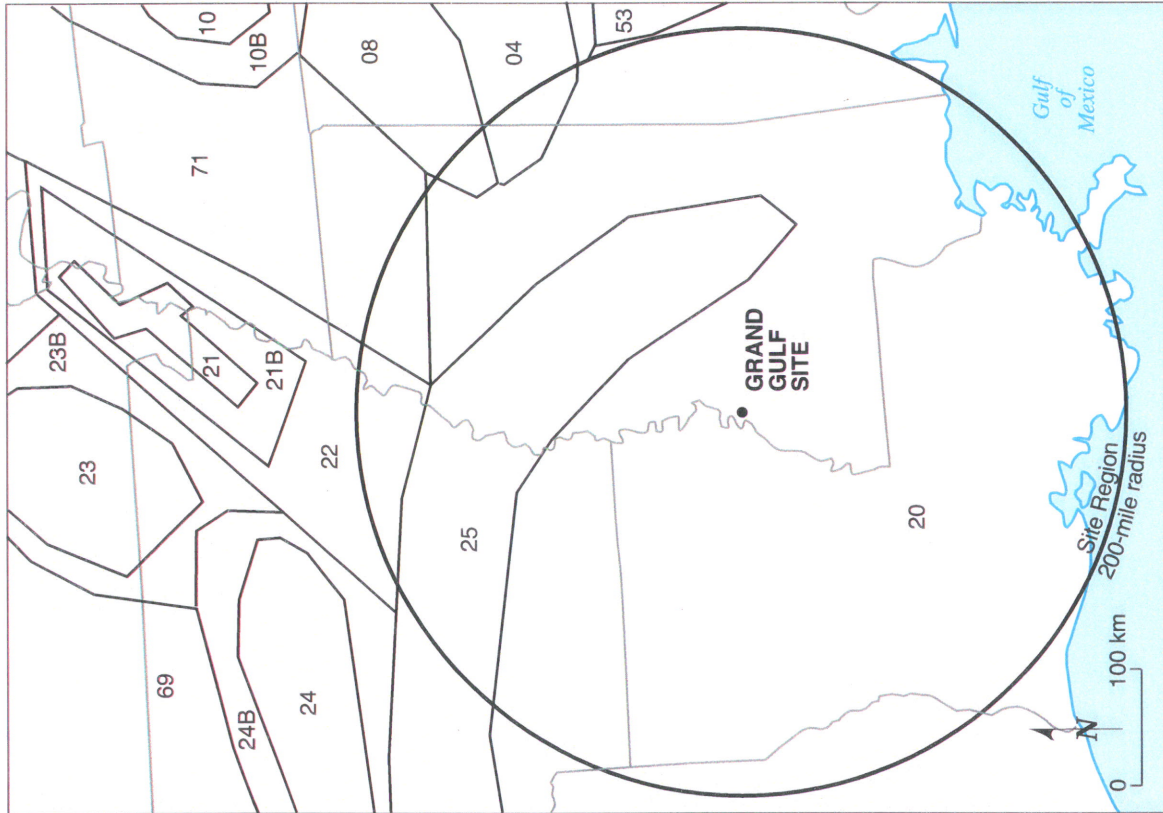 10
10B
08
04
53
71
23B
21
21B
23
22
69
24B
24
25
GRAND
GULF
SITE
20
Gulf
of
Mexico
Site Region
200-mile radius
0 100 km
N